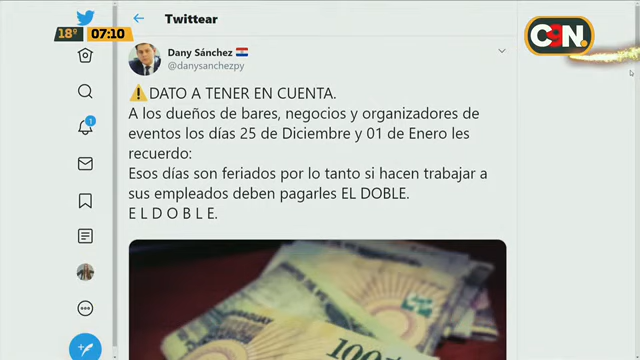 18º
07:10
Twittear
C9N.
Dany Sánchez
@danysanchezpy
1
DATO A TENER EN CUENTA.
A los dueños de bares, negocios y organizadores de
eventos los días 25 de Diciembre y 01 de Enero les
recuerdo:
Esos días son feriados por lo tanto si hacen trabajar a
sus empleados deben pagarles EL DOBLE.
E L D O B L E.